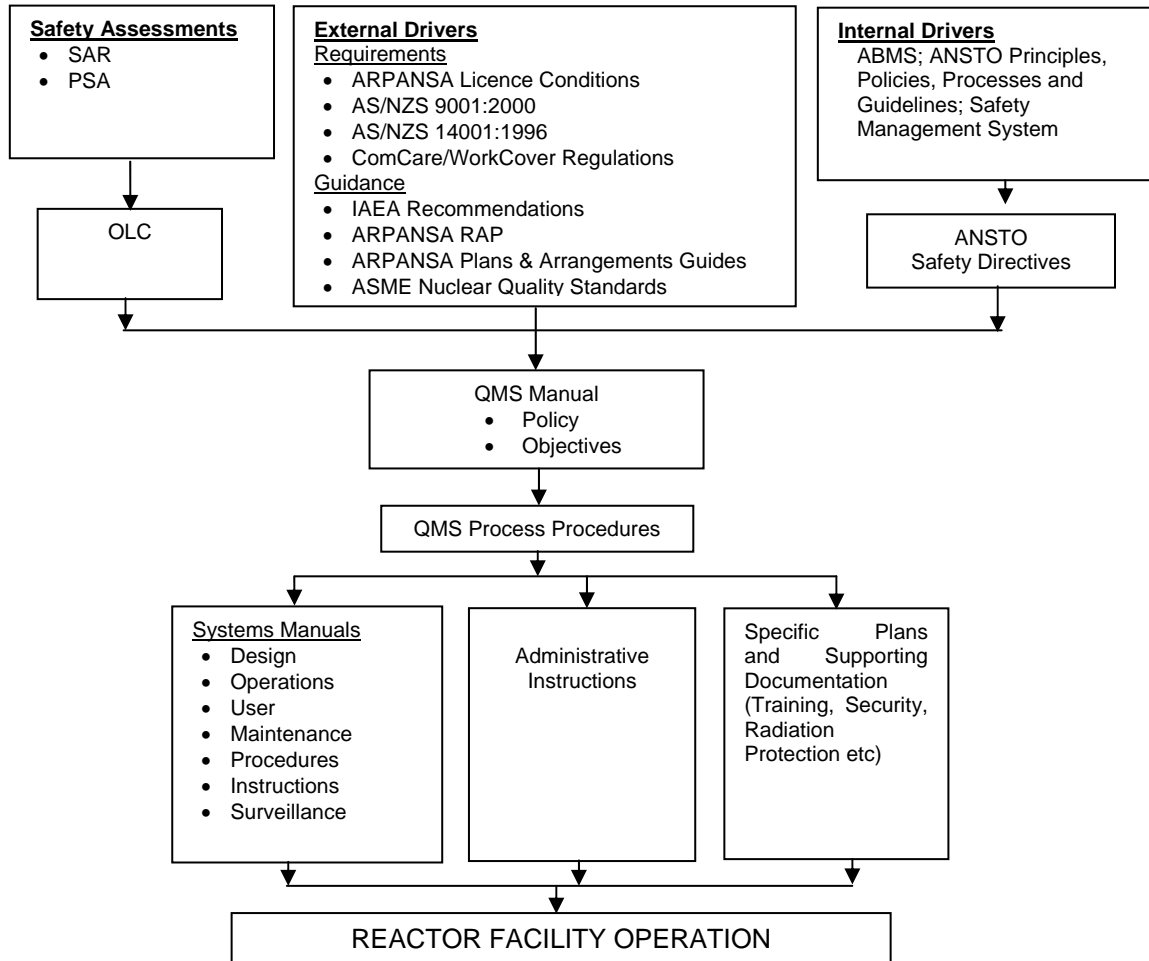 Safety Assessments
• SAR
• PSA
External Drivers
Requirements
• ARPANSA Licence Conditions
• AS/NZS 9001:2000
• AS/NZS 14001:1996
• ComCare/WorkCover Regulations
Guidance
• IAEA Recommendations
• ARPANSA RAP
• ARPANSA Plans & Arrangements Guides
• ASME Nuclear Quality Standards
Internal Drivers
ABMS; ANSTO Principles,
Policies, Processes and
Guidelines; Safety
Management System
OLC
ANSTO
Safety Directives
QMS Manual
• Policy
• Objectives
QMS Process Procedures
Systems Manuals
• Design
• Operations
• User
• Maintenance
• Procedures
• Instructions
• Surveillance
Administrative
Instructions
Specific Plans
and Supporting
Documentation
(Training, Security,
Radiation
Protection etc)
REACTOR FACILITY OPERATION